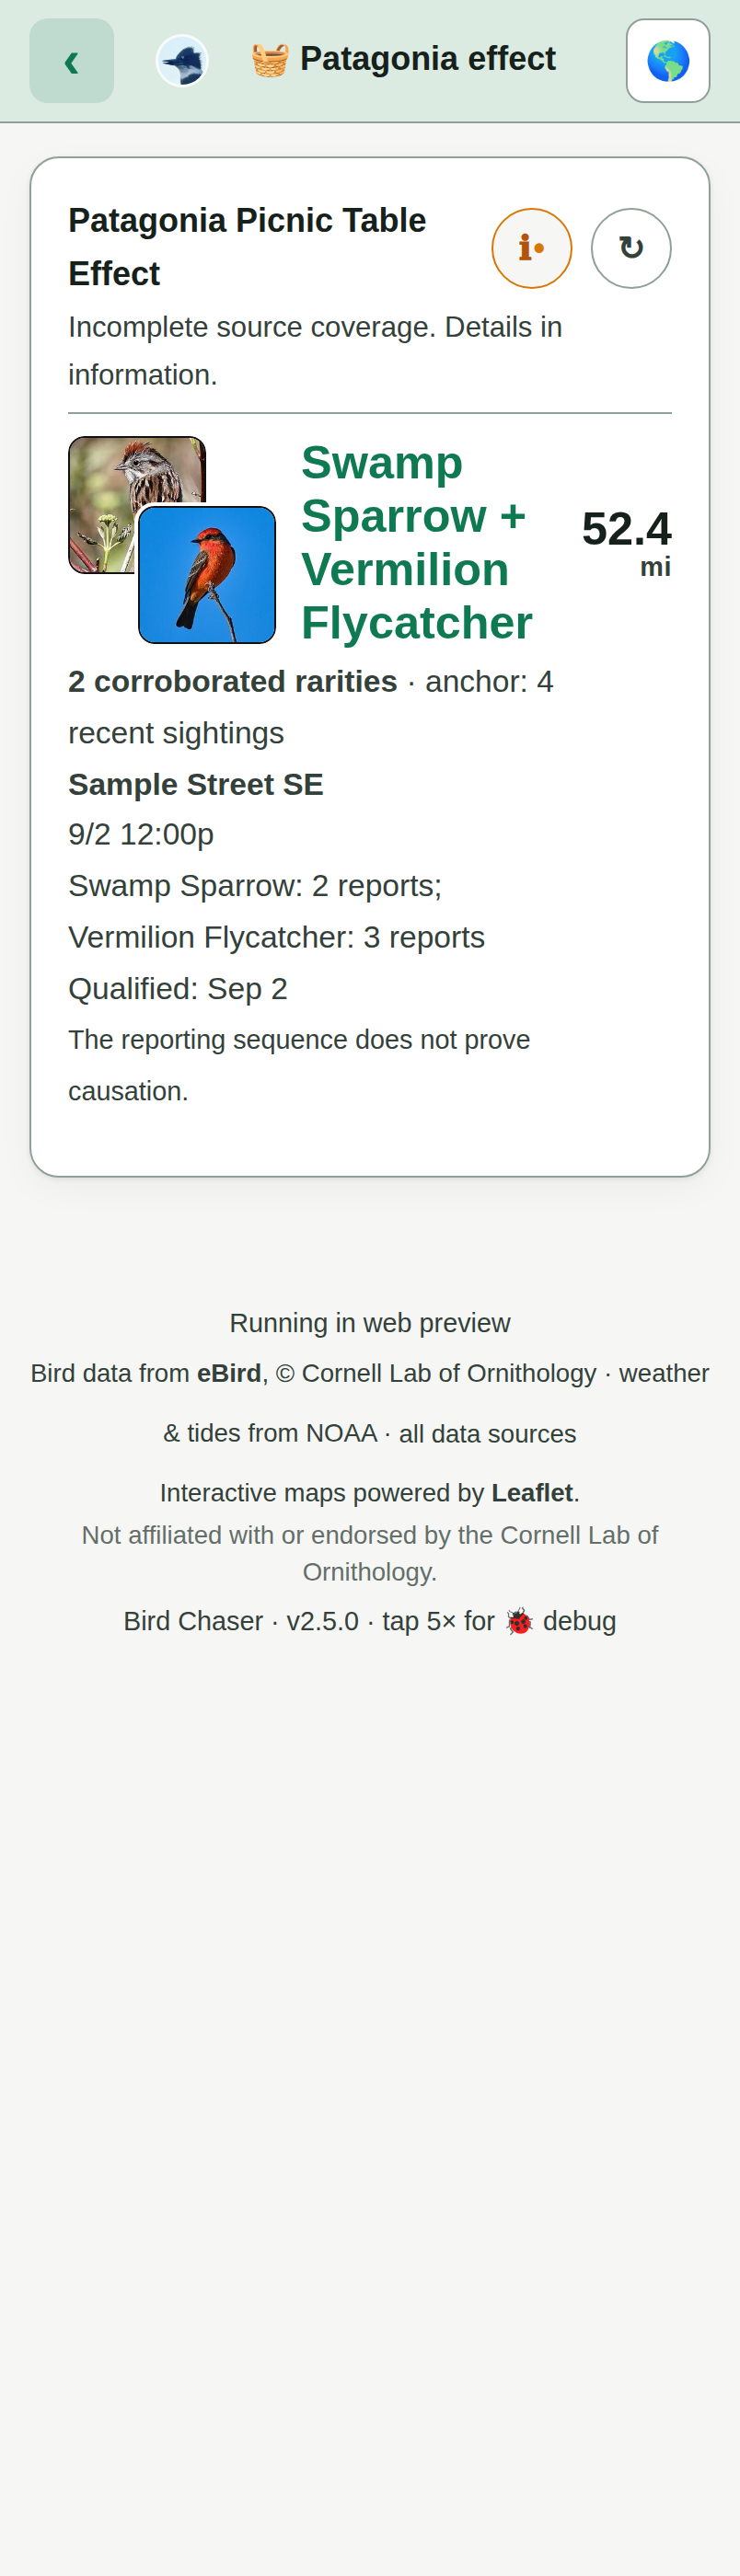 ‹ 🧺 Patagonia effect 🌎
Patagonia Picnic Table
Effect
ℹ• ↻
Incomplete source coverage. Details in
information.
Swamp
Sparrow +
Vermilion
Flycatcher
52.4
mi
2 corroborated rarities · anchor: 4
recent sightings
Sample Street SE
9/2 12:00p
Swamp Sparrow: 2 reports;
Vermilion Flycatcher: 3 reports
Qualified: Sep 2
The reporting sequence does not prove
causation.
Running in web preview
Bird data from eBird, © Cornell Lab of Ornithology · weather
& tides from NOAA · all data sources
Interactive maps powered by Leaflet.
Not affiliated with or endorsed by the Cornell Lab of
Ornithology.
Bird Chaser · v2.5.0 · tap 5× for 🐞 debug